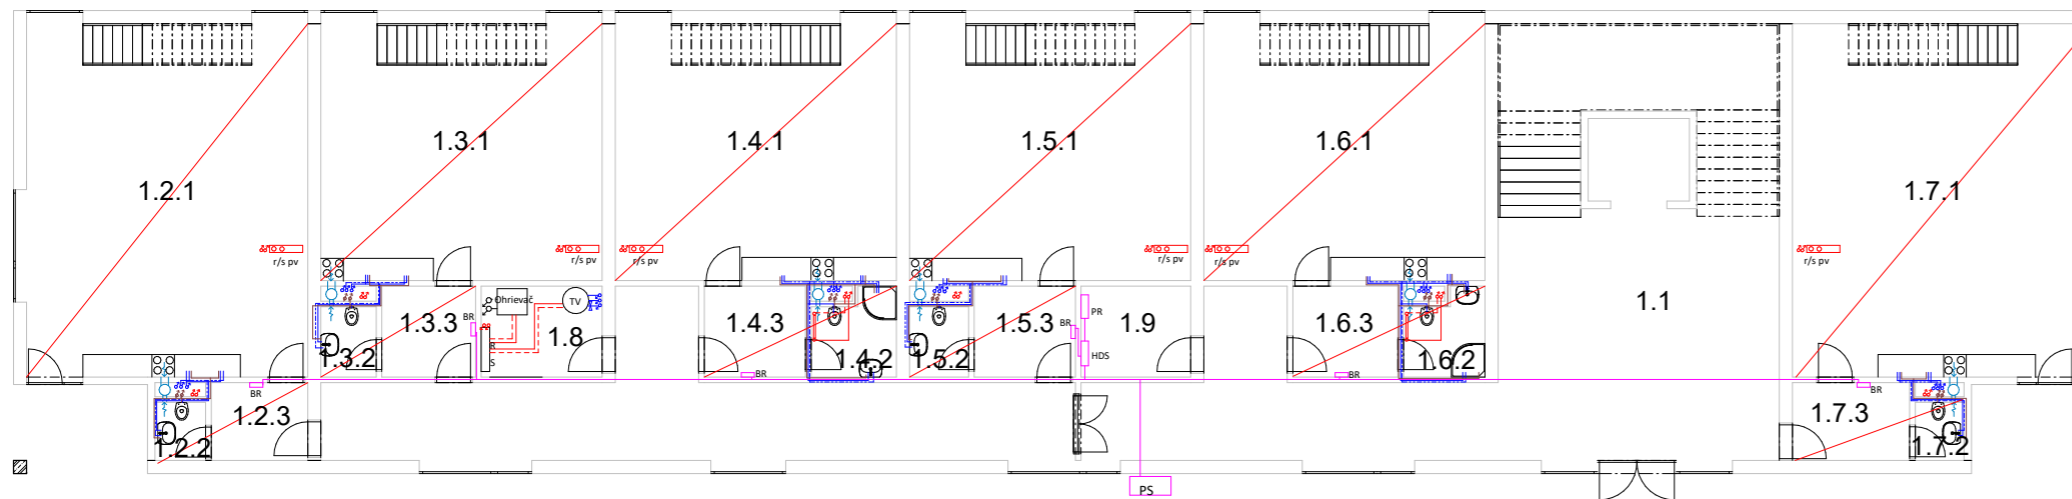 1.3.1
1.4.1
1.5.1
1.6.1
1.2.1
1.7.1
r/s pv
r/s pv
r/s pv
r/s pv
r/s pv
r/s pv
Ohrievač
TV
1.1
PR
BR
1.3.3
1.8
1.4.3
BR
1.5.3
1.9
1.6.3
R
HDS
1.3.2
S
1.4.2
1.5.2
1.6.2
BR
BR
BR
BR
1.2.3
1.7.3
1.2.2
1.7.2
PS